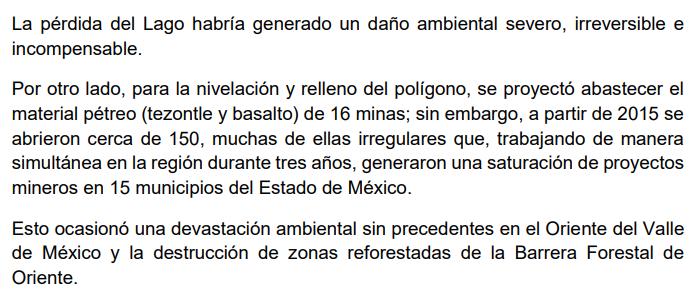 La pérdida del Lago habría generado un daño ambiental severo, irreversible e
incompensable.
Por otro lado, para la nivelación y relleno del polígono, se proyectó abastecer el
material pétreo (tezontle y basalto) de 16 minas; sin embargo, a partir de 2015 se
abrieron cerca de 150, muchas de ellas irregulares que, trabajando de manera
simultánea en la región durante tres años, generaron una saturación de proyectos
mineros en 15 municipios del Estado de México.
Esto ocasionó una devastación ambiental sin precedentes en el Oriente del Valle
de México y la destrucción de zonas reforestadas de la Barrera Forestal de
Oriente.